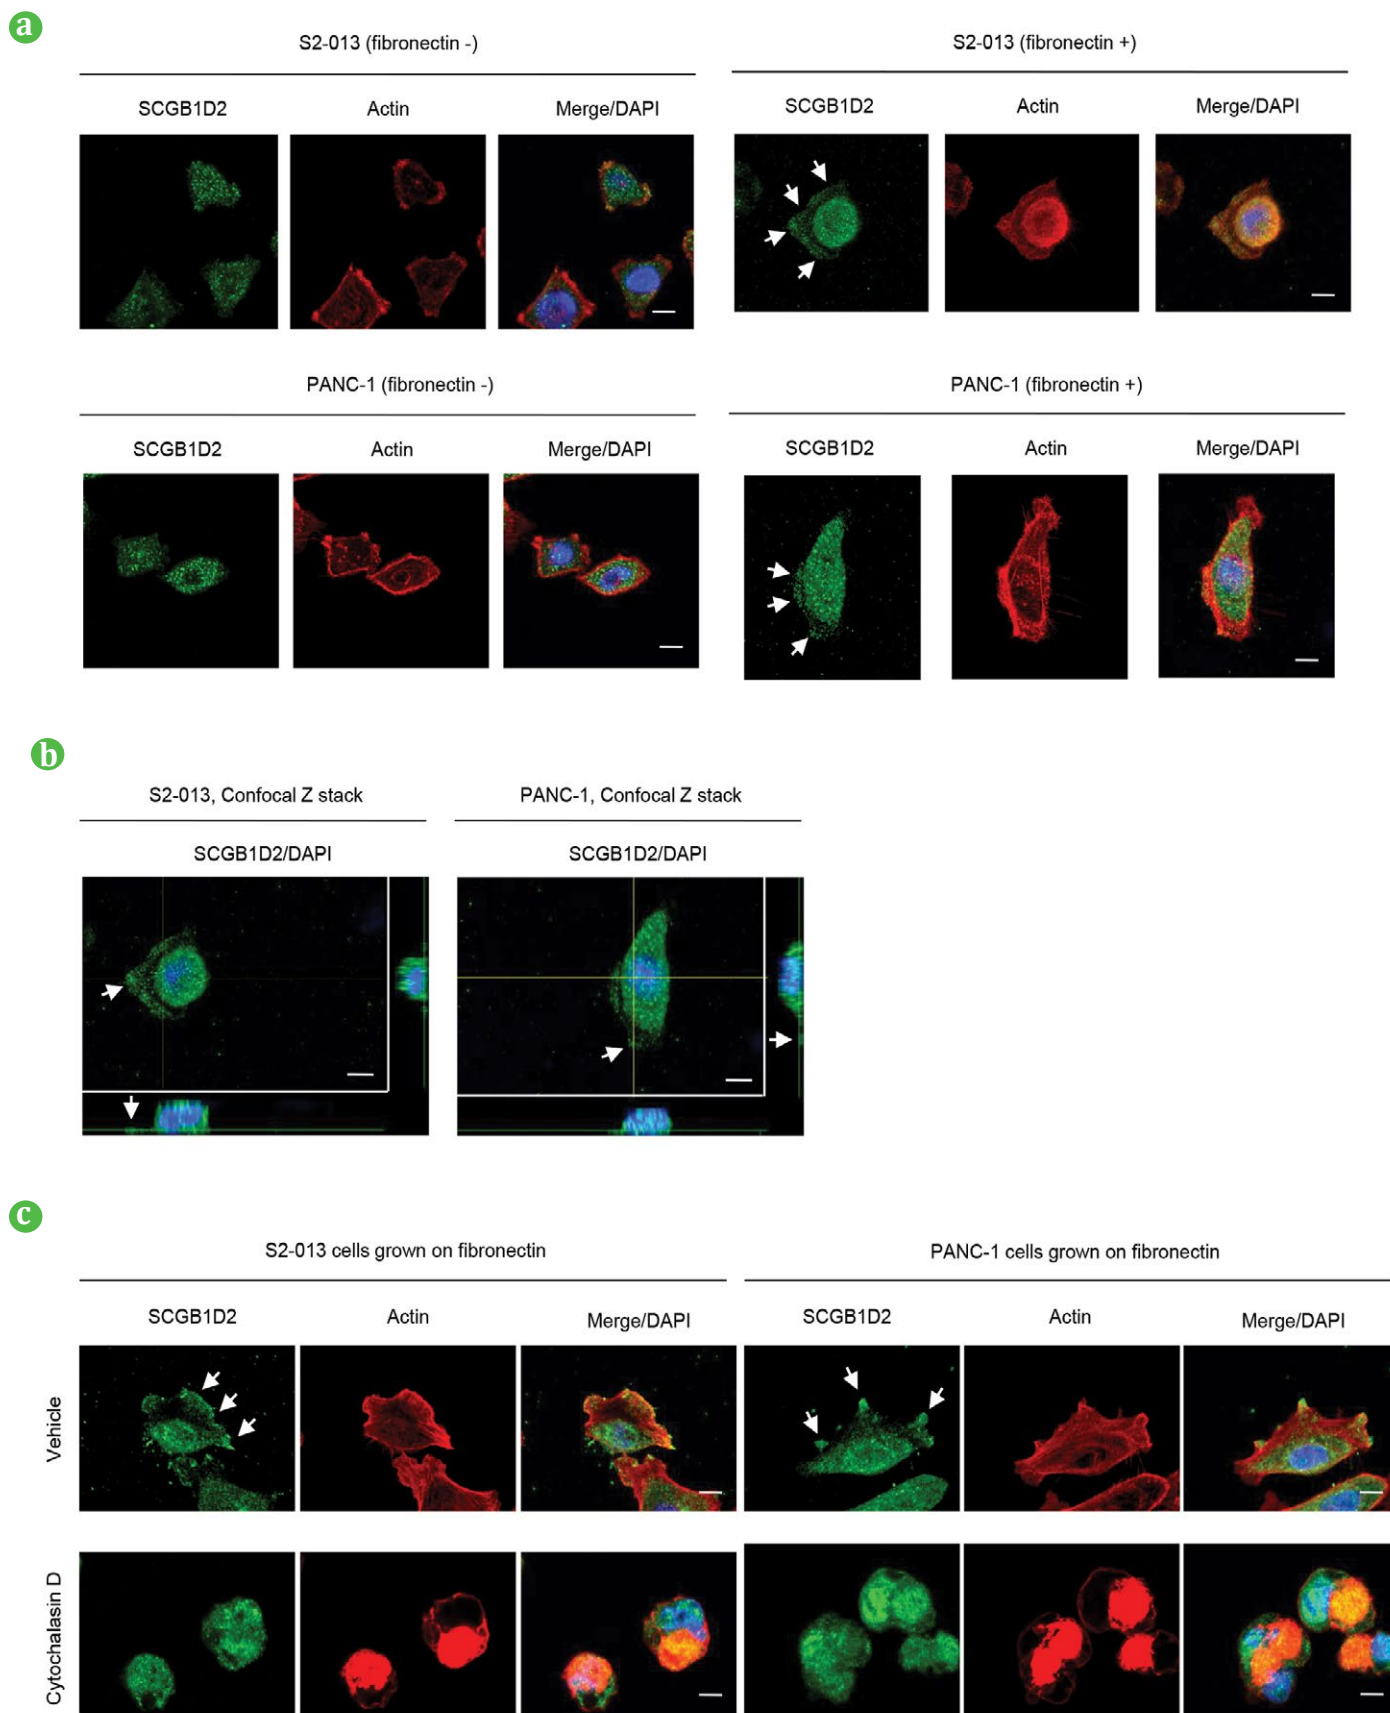 a
S2-013 (fibronectin -)
S2-013 (fibronectin +)
SCGB1D2
Actin
Merge/DAPI
SCGB1D2
Actin
Merge/DAPI
PANC-1 (fibronectin -)
PANC-1 (fibronectin +)
SCGB1D2
Actin
Merge/DAPI
SCGB1D2
Actin
Merge/DAPI
b
S2-013, Confocal Z stack
PANC-1, Confocal Z stack
SCGB1D2/DAPI
SCGB1D2/DAPI
c
S2-013 cells grown on fibronectin
PANC-1 cells grown on fibronectin
SCGB1D2
Actin
Merge/DAPI
SCGB1D2
Actin
Merge/DAPI
Vehicle
Cytochalasin D